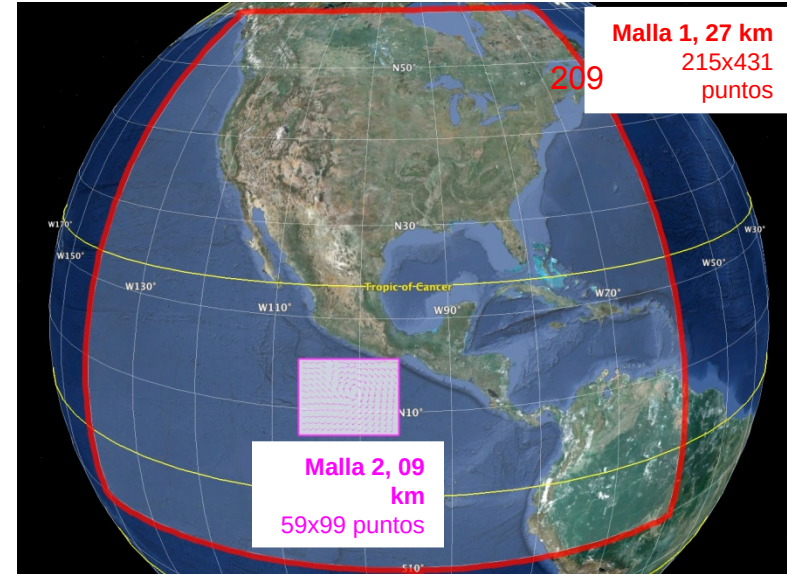 Malla 1, 27 km
215x431
puntos
209
N50°
W170°
N30°
W30°
W150°
W50°
W130°
Tropic of Cancer
W70°
W110°
W90°
N10°
Malla 2, 09
km
59x99 puntos
S10°